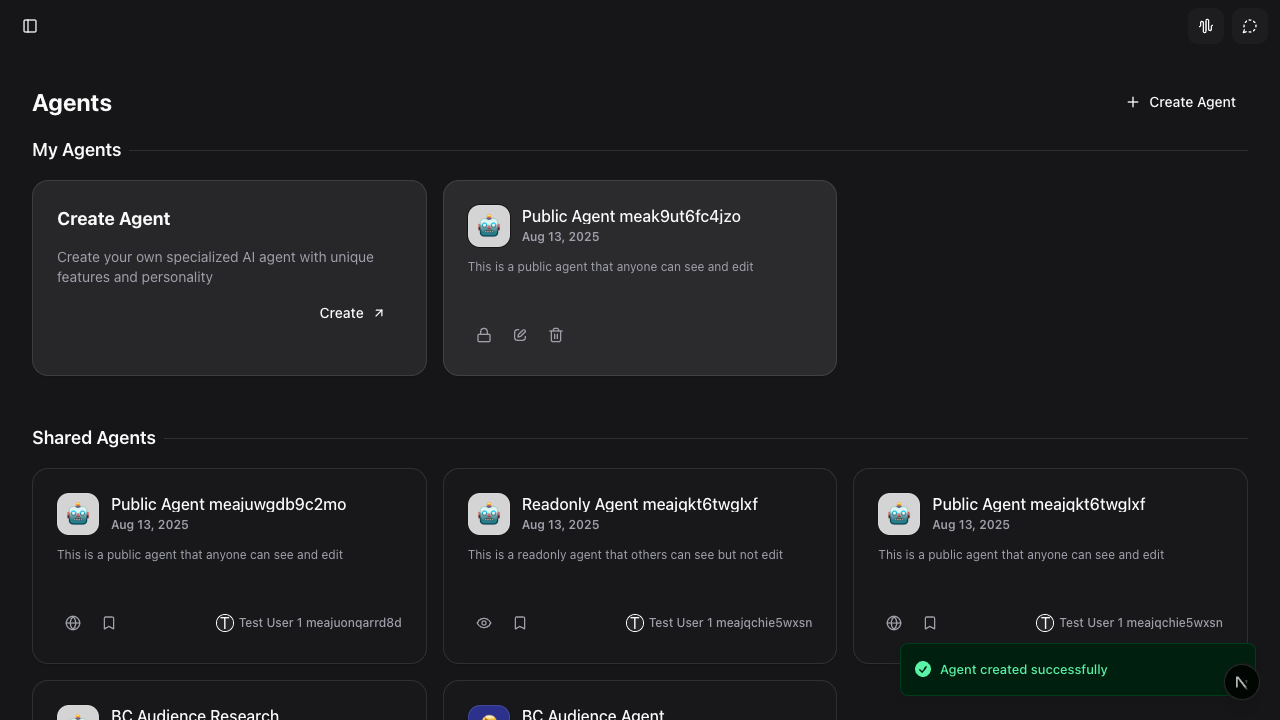 Agents
Create Agent
My Agents
Create Agent
Create your own specialized AI agent with unique
features and personality
Create
Public Agent meak9ut6fc4jzo
Aug 13, 2025
This is a public agent that anyone can see and edit
Shared Agents
Public Agent meajuwgdb9c2mo
Aug 13, 2025
This is a public agent that anyone can see and edit
T Test User 1 meajuonqarrd8d
Readonly Agent meajqkt6twglxf
Aug 13, 2025
This is a readonly agent that others can see but not edit
T Test User 1 meajqchie5wxsn
Public Agent meajqkt6twglxf
Aug 13, 2025
This is a public agent that anyone can see and edit
T Test User 1 meajqchie5wxsn
Agent created successfully
N
BC Audience Research
BC Audience Agent